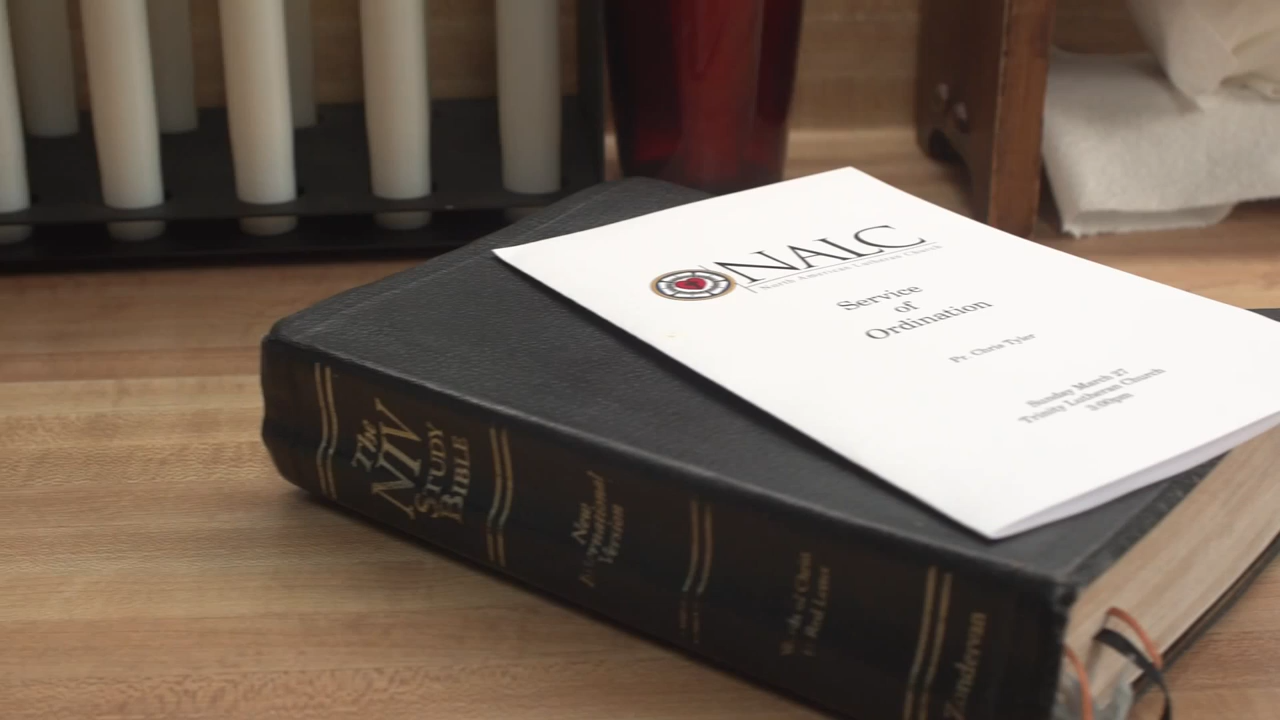 NALC
North American Lutheran Church
Service
of
Ordination
Pr. Chris Tyler
Sunday March 27
Trinity Lutheran Church
3:00pm
The
NIV
STUDY
BIBLE
New
International
Version
Words of Christ
in Red Letter
Zondervan